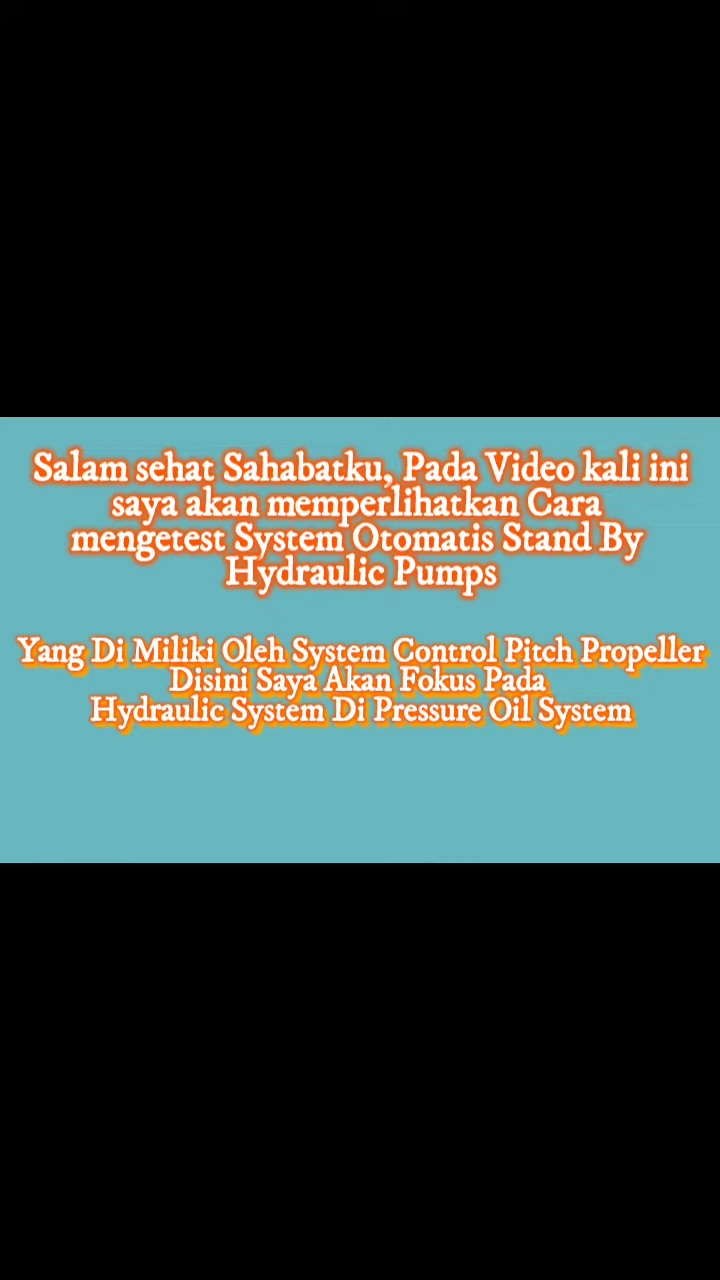 Salam sehat Sahabatku, Pada Video kali ini
saya akan memperlihatkan Cara
mengetest System Otomatis Stand By
Hydraulic Pumps
Yang Di Miliki Oleh System Control Pitch Propeller
Disini Saya Akan Fokus Pada
Hydraulic System Di Pressure Oil System